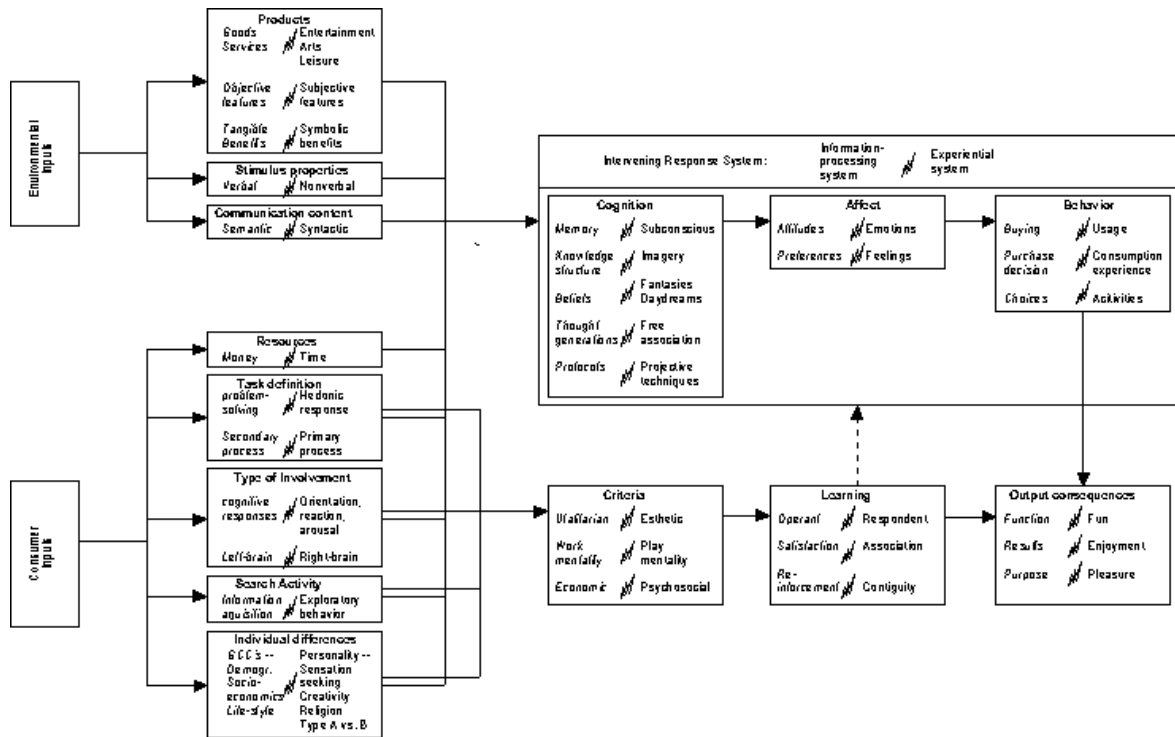 Products
Goods Entertainment
Services Arts
Leisure
Objective Subjective
features features
Tangible Symbolic
Benefits benefits
Environmental
Inputs
Stimulus properties
Verbal Nonverbal
Communication content
Semantic Syntactic
Intervening Response System:
Information-
processing
system
Experiential
system
Cognition
Memory Subconscious
Knowledge Imagery
structure
Fantasies
Beliefs Daydreams
Thought Free
generations association
Protocols Projective
techniques
Affect
Attitudes Emotions
Preferences Feelings
Behavior
Buying Usage
Purchase Consumption
decision experience
Choices Activities
Consumer
Inputs
Resources
Money Time
Task definition
problem- Hedonic
solving response
Secondary Primary
process process
Type of Involvement
cognitive Orientation,
responses reaction,
arousal
Left-brain Right-brain
Search Activity
Information Exploratory
aquisition behavior
Individual differences
Personality --
Demogr. Sensation
Socio- seeking
economics Creativity
Life-style Religion
Type A vs. B
Criteria
Utalitarian Esthetic
Work Play
mentality mentality
Economic Psychosocial
Learning
Operant Respondent
Satisfaction Association
Re-
inforcement Contiguity
Output consequences
Function Fun
Results Enjoyment
Purpose Pleasure